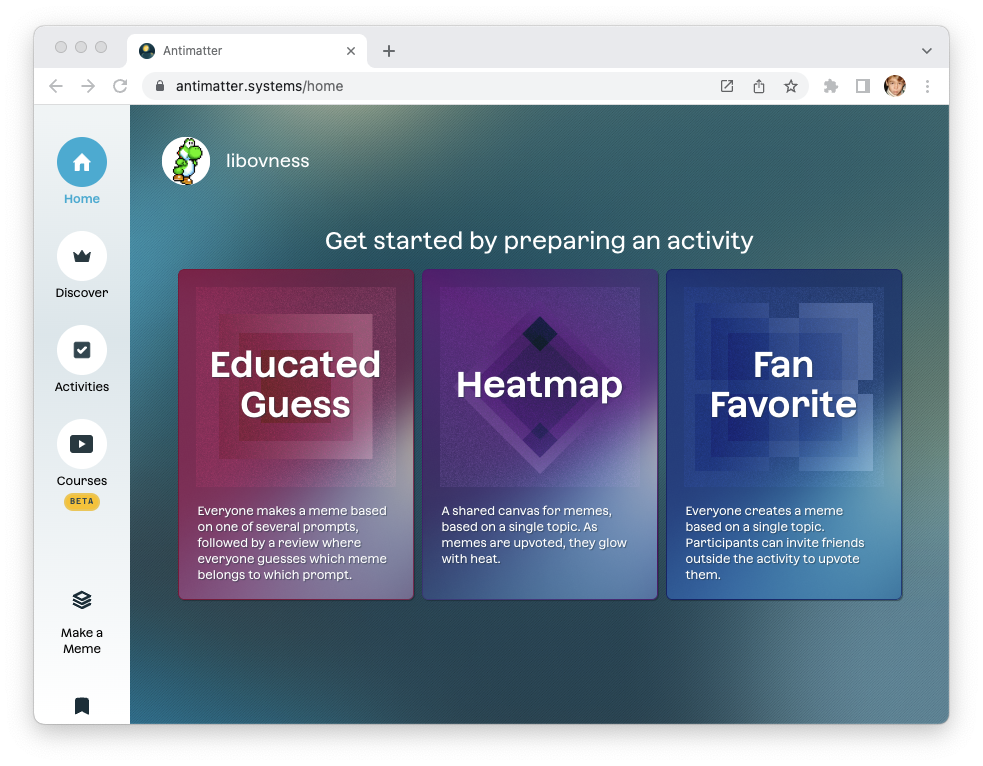 Antimatter
antimatter.systems/home
Home
Discover
Activities
Courses
BETA
Make a
Meme
libovness
Get started by preparing an activity
Educated
Guess
Everyone makes a meme based
on one of several prompts,
followed by a review where
everyone guesses which meme
belongs to which prompt.
Heatmap
A shared canvas for memes,
based on a single topic. As
memes are upvoted, they glow
with heat.
Fan
Favorite
Everyone creates a meme
based on a single topic.
Participants can invite friends
outside the activity to upvote
them.